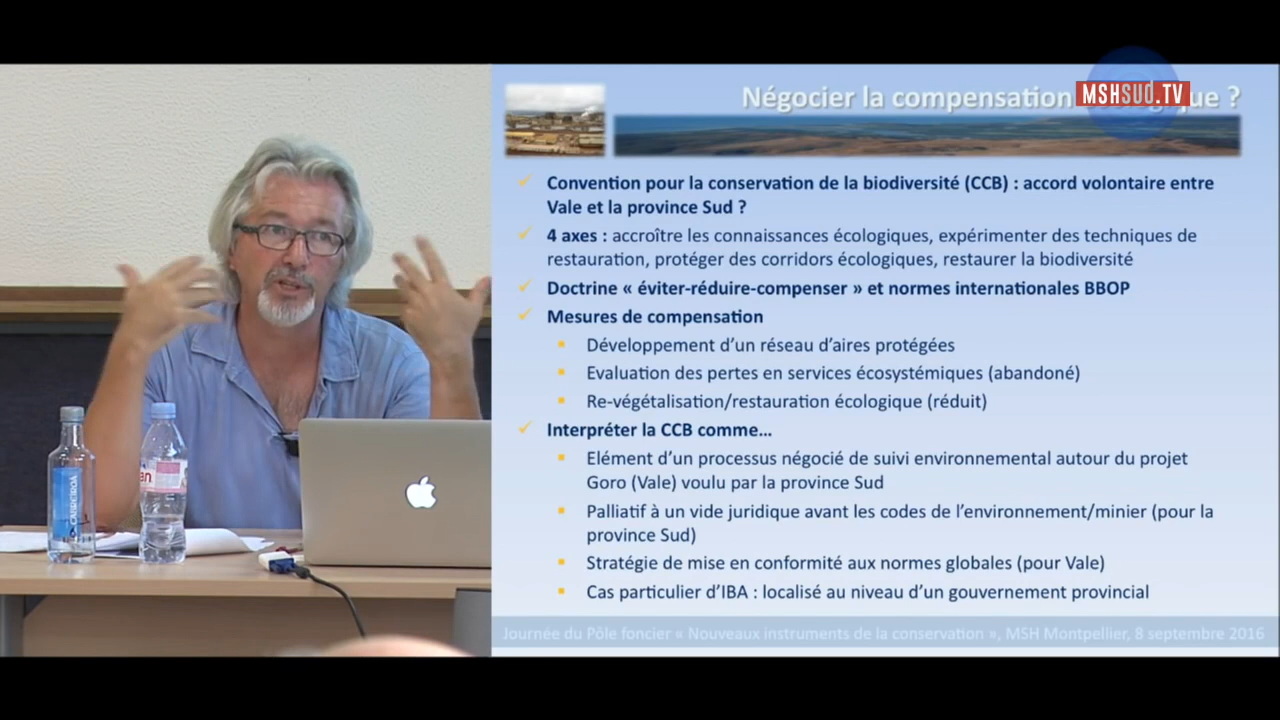 MSHSUD.TV
Négocier la compensation que ?
Convention pour la conservation de la biodiversité (CCB) : accord volontaire entre
Vale et la province Sud ?
4 axes : accroître les connaissances écologiques, expérimenter des techniques de
restauration, protéger des corridors écologiques, restaurer la biodiversité
Doctrine « éviter-réduire-compenser » et normes internationales BBOP
Mesures de compensation
Développement d'un réseau d'aires protégées
Evaluation des pertes en services écosystémiques (abandoné)
Re-végétalisation/restauration écologique (réduit)
Interpréter la CCB comme…
Elément d'un processus négocié de suivi environnemental autour du projet
Goro (Vale) voulu par la province Sud
Palliatif à un vide juridique avant les codes de l'environnement/minier (pour la
province Sud)
Stratégie de mise en conformité aux normes globales (pour Vale)
Cas particulier d'IBA : localisé au niveau d'un gouvernement provincial
Journée du Pôle foncier « Nouveaux instruments de la conservation », MSH Montpellier, 8 septembre 2016
CABREIROÁ